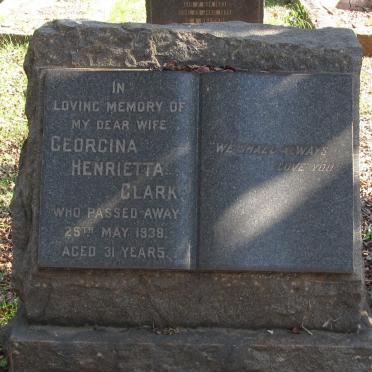 IN
LOVING MEMORY OF
MY DEAR WIFE
GEORGINA
HENRIETTA
CLARK
WHO PASSED AWAY
25TH MAY 1938.
AGED 31 YEARS.
"WE SHALL ALWAYS
LOVE YOU"